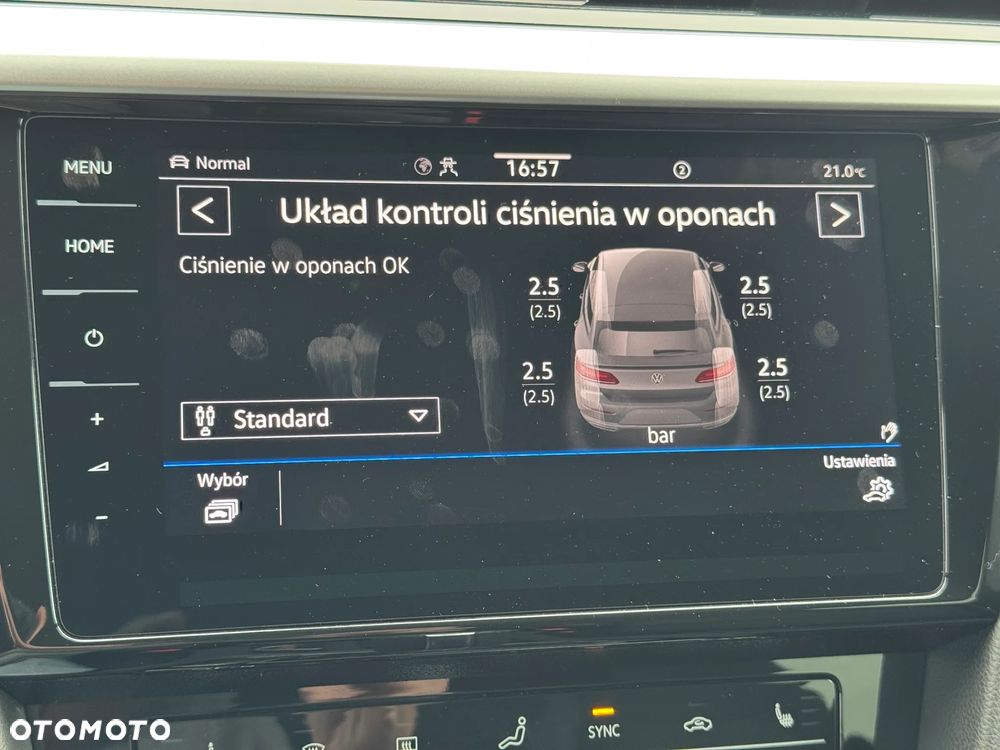 MENU
Normal
16:57
2
21.0°C
HOME
<
Układ kontroli ciśnienia w oponach
>
Ciśnienie w oponach OK
2.5
(2.5)
2.5
(2.5)
2.5
(2.5)
2.5
(2.5)
bar
Standard
+
-
Wybór
Ustawienia
SYNC
OTOMOTO